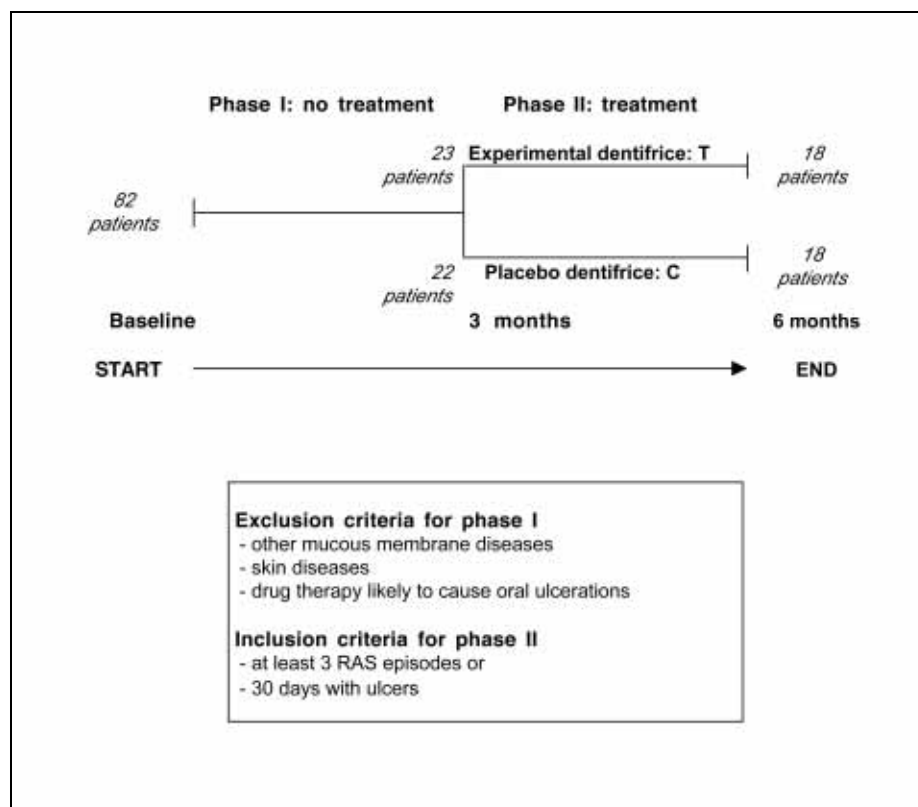 Phase I: no treatment Phase II: treatment
23 patients Experimental dentifrice: T 18 patients
82 patients
22 patients Placebo dentifrice: C 18 patients
Baseline 3 months 6 months
START END
Exclusion criteria for phase I
- other mucous membrane diseases
- skin diseases
- drug therapy likely to cause oral ulcerations
Inclusion criteria for phase II
- at least 3 RAS episodes or
- 30 days with ulcers